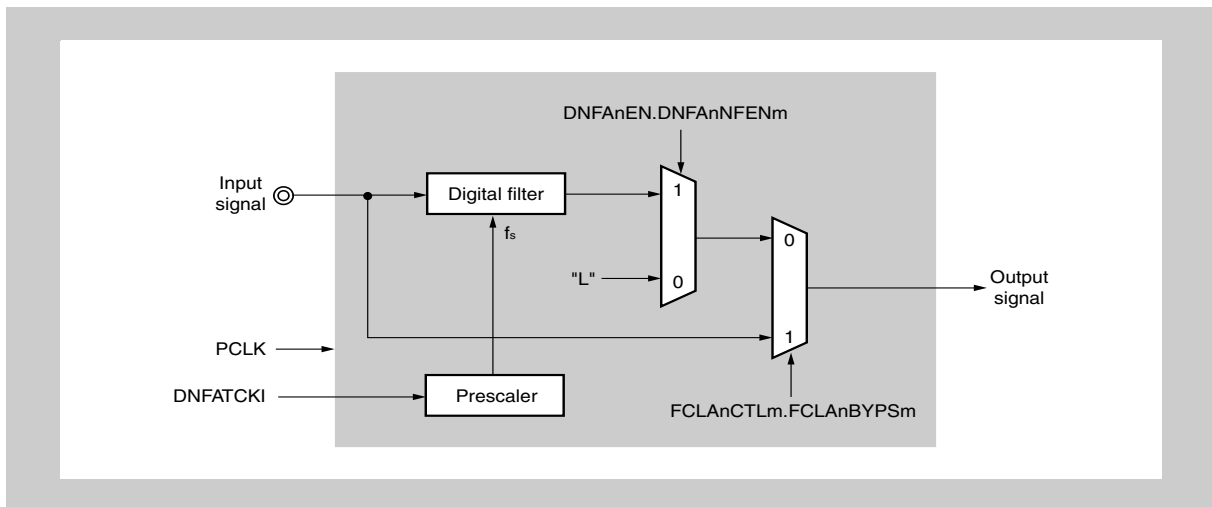 DNFAnEN.DNFAnNFENm
Input
signal
Digital filter
1
fs
0
"L"
0
Output
signal
1
PCLK
DNFATCKI
Prescaler
FCLAnCTLm.FCLAnBYPSm